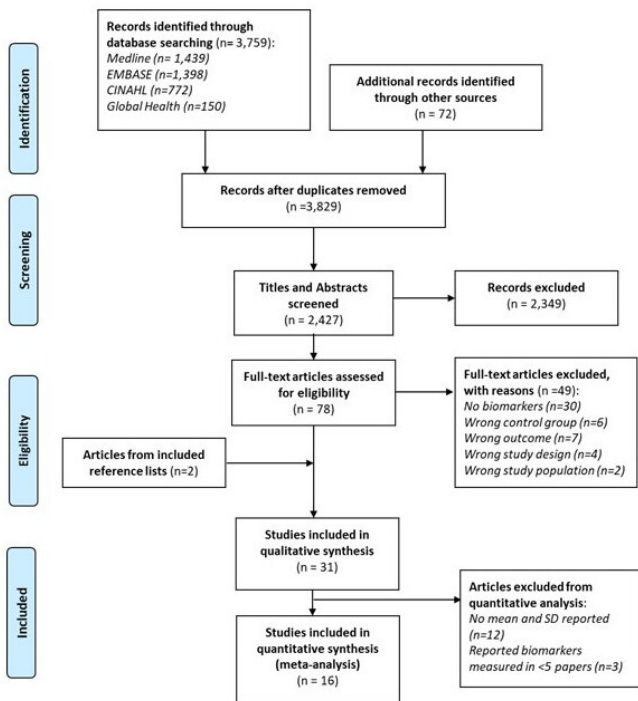 Identification
Records identified through
database searching (n= 3,759):
Medline (n= 1,439)
EMBASE (n=1,398)
CINAHL (n=772)
Global Health (n=150)
Additional records identified
through other sources
(n = 72)
Records after duplicates removed
(n =3,829)
Screening
Titles and Abstracts
screened
(n = 2,427)
Records excluded
(n = 2,349)
Eligibility
Full-text articles assessed
for eligibility
(n = 78)
Full-text articles excluded,
with reasons (n =49):
No biomarkers (n=30)
Wrong control group (n=6)
Wrong outcome (n=7)
Wrong study design (n=4)
Wrong study population (n=2)
Articles from included
reference lists (n=2)
Included
Studies included in
qualitative synthesis
(n = 31)
Articles excluded from
quantitative analysis:
No mean and SD reported
(n=12)
Reported biomarkers
measured in <5 papers (n=3)
Studies included in
quantitative synthesis
(meta-analysis)
(n = 16)